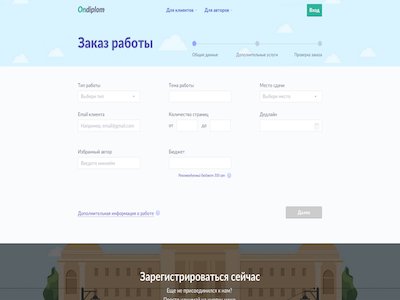 Ondiplom
Для клиентов
Для авторов
Вход
Заказ работы
Общие данные
Дополнительные услуги
Проверка заказа
Тип работы
Тема работы
Место сдачи
Выбери тип
Выбери место
Email клиента
Количество страниц
Дедлайн
Например, email@gmail.com
от
до
Избранный автор
Бюджет
Введите никнейм
Рекомендуемый бюджет 350 грн
Дополнительная информация о работе
Далее
Зарегистрироваться сейчас
Еще не присоединился к нам?